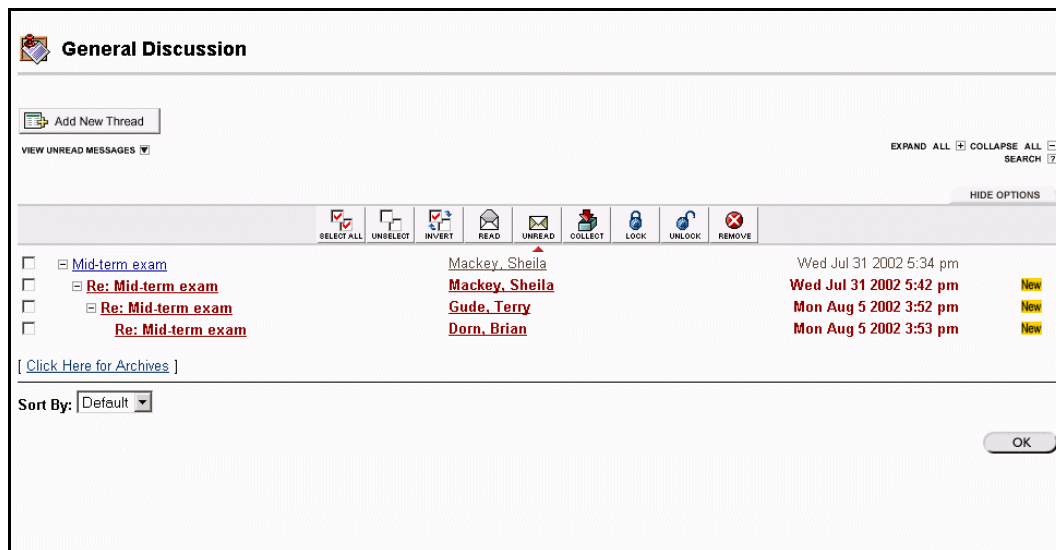 General Discussion
Add New Thread
VIEW UNREAD MESSAGES
EXPAND ALL + COLLAPSE ALL -
SEARCH ?
HIDE OPTIONS
SELECT ALL UNSELECT INVERT READ UNREAD COLLECT LOCK UNLOCK REMOVE
Mid-term exam Mackey, Sheila Wed Jul 31 2002 5:34 pm
Re: Mid-term exam Mackey, Sheila Wed Jul 31 2002 5:42 pm New
Re: Mid-term exam Gude, Terry Mon Aug 5 2002 3:52 pm New
Re: Mid-term exam Dorn, Brian Mon Aug 5 2002 3:53 pm New
[ Click Here for Archives ]
Sort By: Default
OK